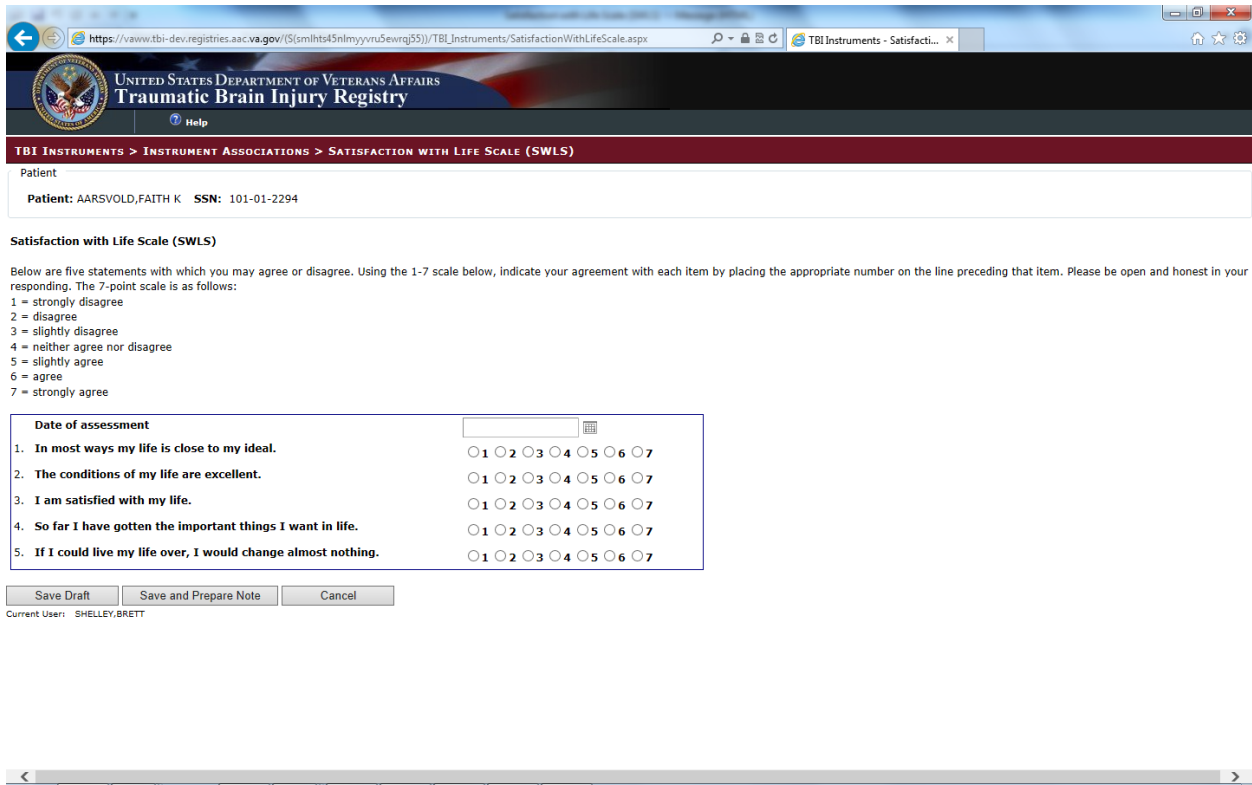 https://vaww.tbi-dev.registries.aac.va.gov/(S(smlhts45nlmyyvru5ewrqj55))/TBI_Instruments/SatisfactionWithLifeScale.aspx
TBI Instruments - Satisfacti...
United States Department of Veterans Affairs
Traumatic Brain Injury Registry
Help
TBI Instruments > Instrument Associations > Satisfaction with Life Scale (SWLS)
Patient
Patient: AARSVOLD,FAITH K SSN: 101-01-2294
Satisfaction with Life Scale (SWLS)
Below are five statements with which you may agree or disagree. Using the 1-7 scale below, indicate your agreement with each item by placing the appropriate number on the line preceding that item. Please be open and honest in your
responding. The 7-point scale is as follows:
1 = strongly disagree
2 = disagree
3 = slightly disagree
4 = neither agree nor disagree
5 = slightly agree
6 = agree
7 = strongly agree
Date of assessment
1. In most ways my life is close to my ideal. 1 2 3 4 5 6 7
2. The conditions of my life are excellent. 1 2 3 4 5 6 7
3. I am satisfied with my life. 1 2 3 4 5 6 7
4. So far I have gotten the important things I want in life. 1 2 3 4 5 6 7
5. If I could live my life over, I would change almost nothing. 1 2 3 4 5 6 7
Save Draft Save and Prepare Note Cancel
Current User: SHELLEY,BRETT